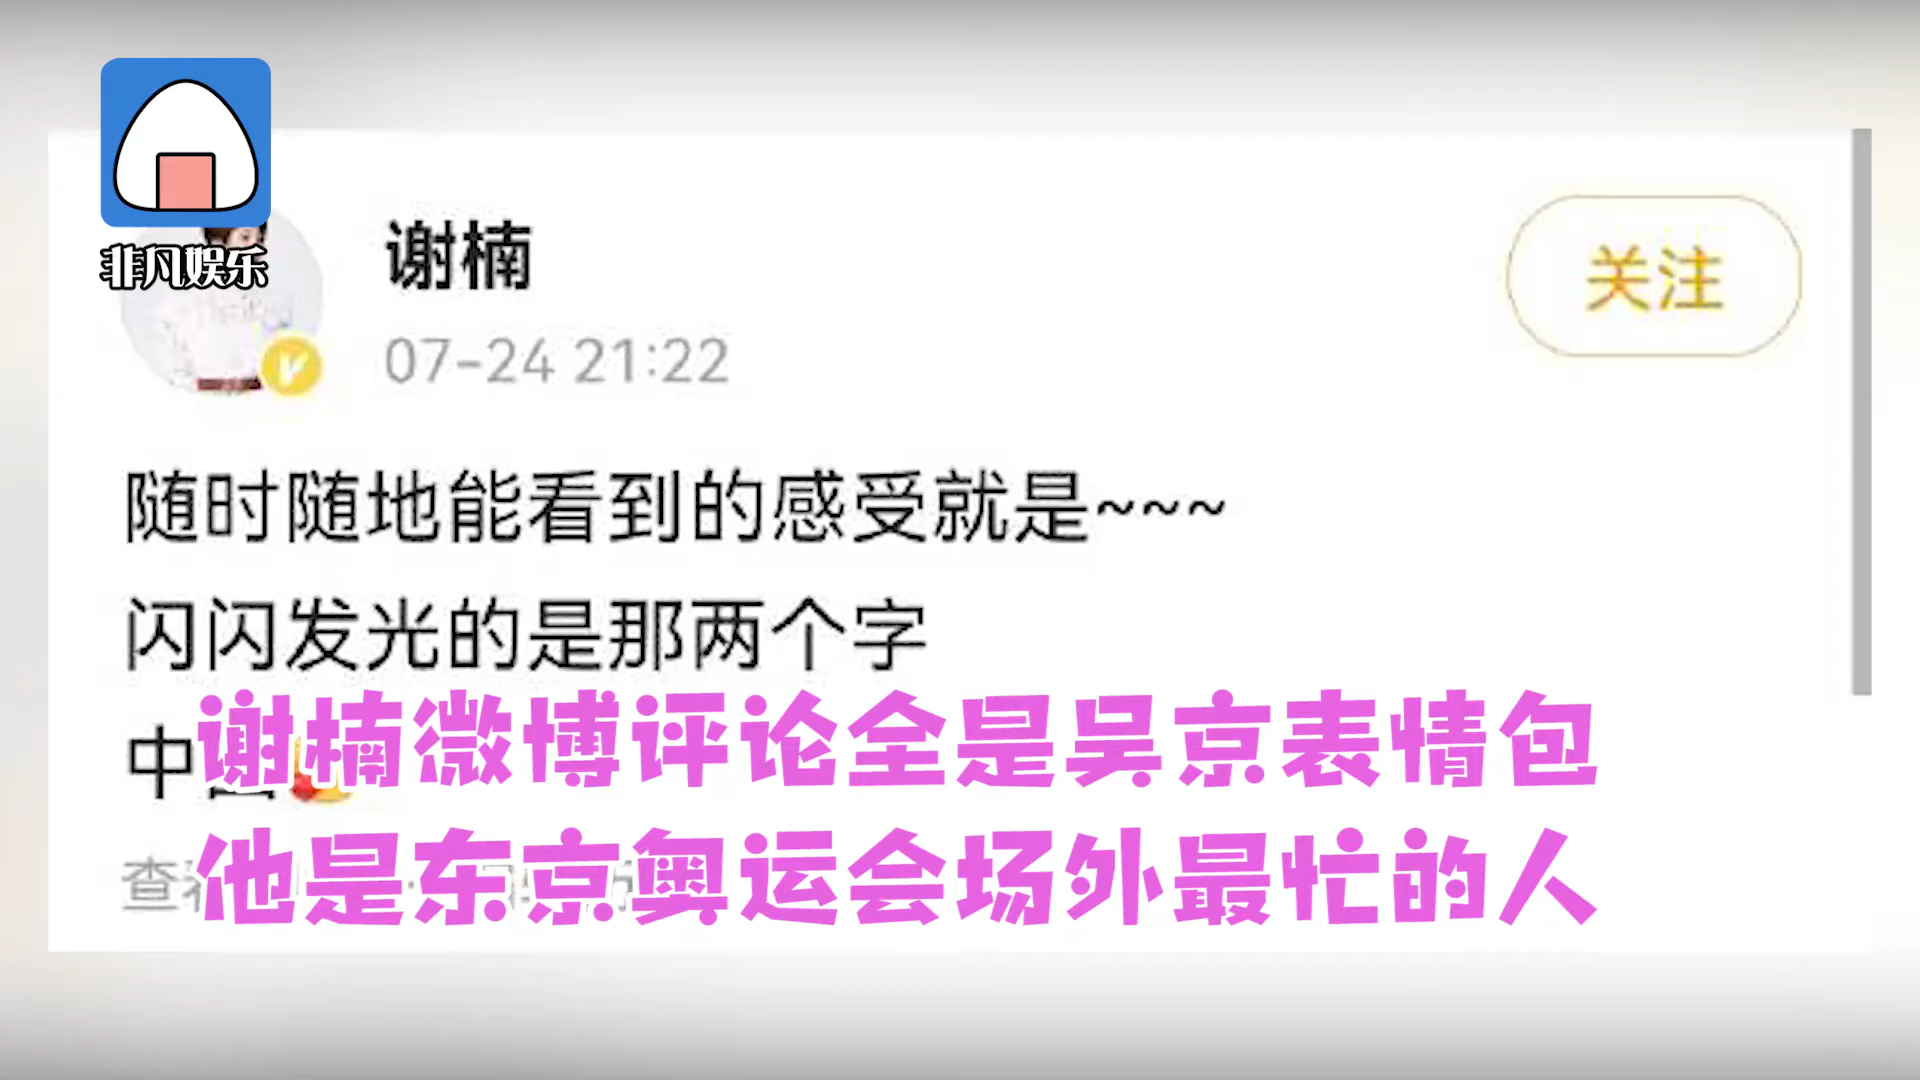 非凡娱乐
谢楠
07-24 21:22
关注
随时随地能看到的感受就是~~~
闪闪发光的是那两个字
中国
谢楠微博评论全是吴京表情包
他是东京奥运会场外最忙的人
查看